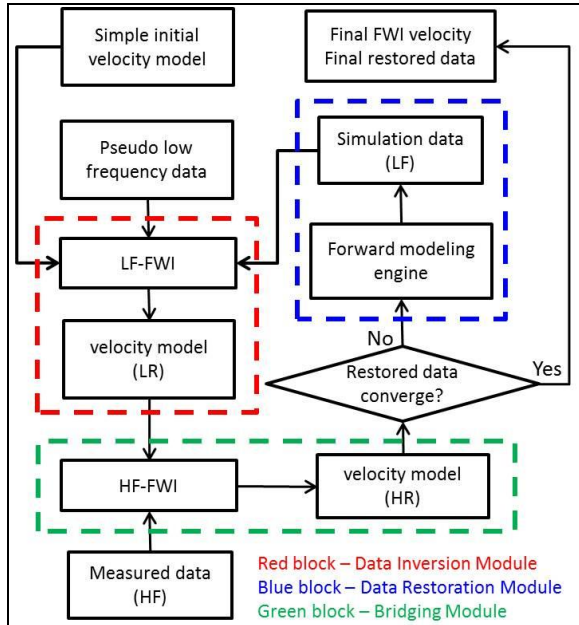 Simple initial
velocity model
Final FWI velocity
Final restored data
Pseudo low
frequency data
Simulation data
(LF)
LF-FWI
Forward modeling
engine
velocity model
(LR)
No
Yes
Restored data
converge?
HF-FWI
velocity model
(HR)
Measured data
(HF)
Red block – Data Inversion Module
Blue block – Data Restoration Module
Green block – Bridging Module